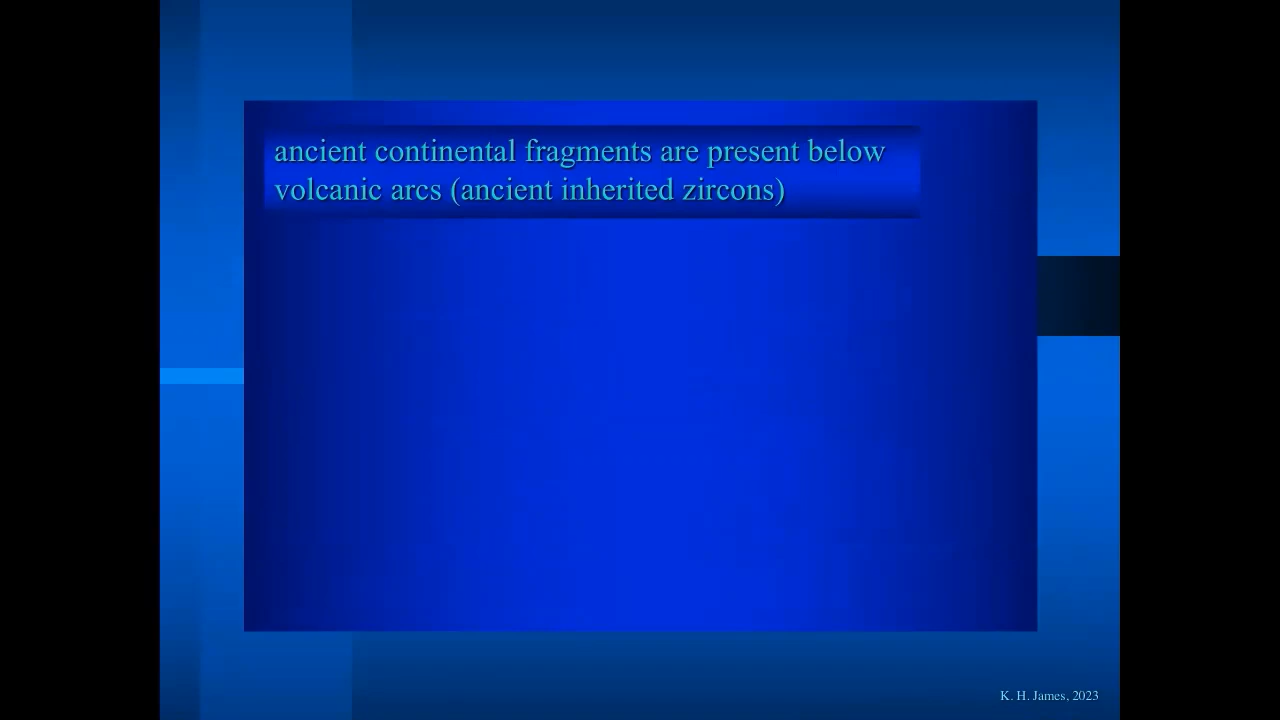 ancient continental fragments are present below
volcanic arcs (ancient inherited zircons)
K. H. James, 2023